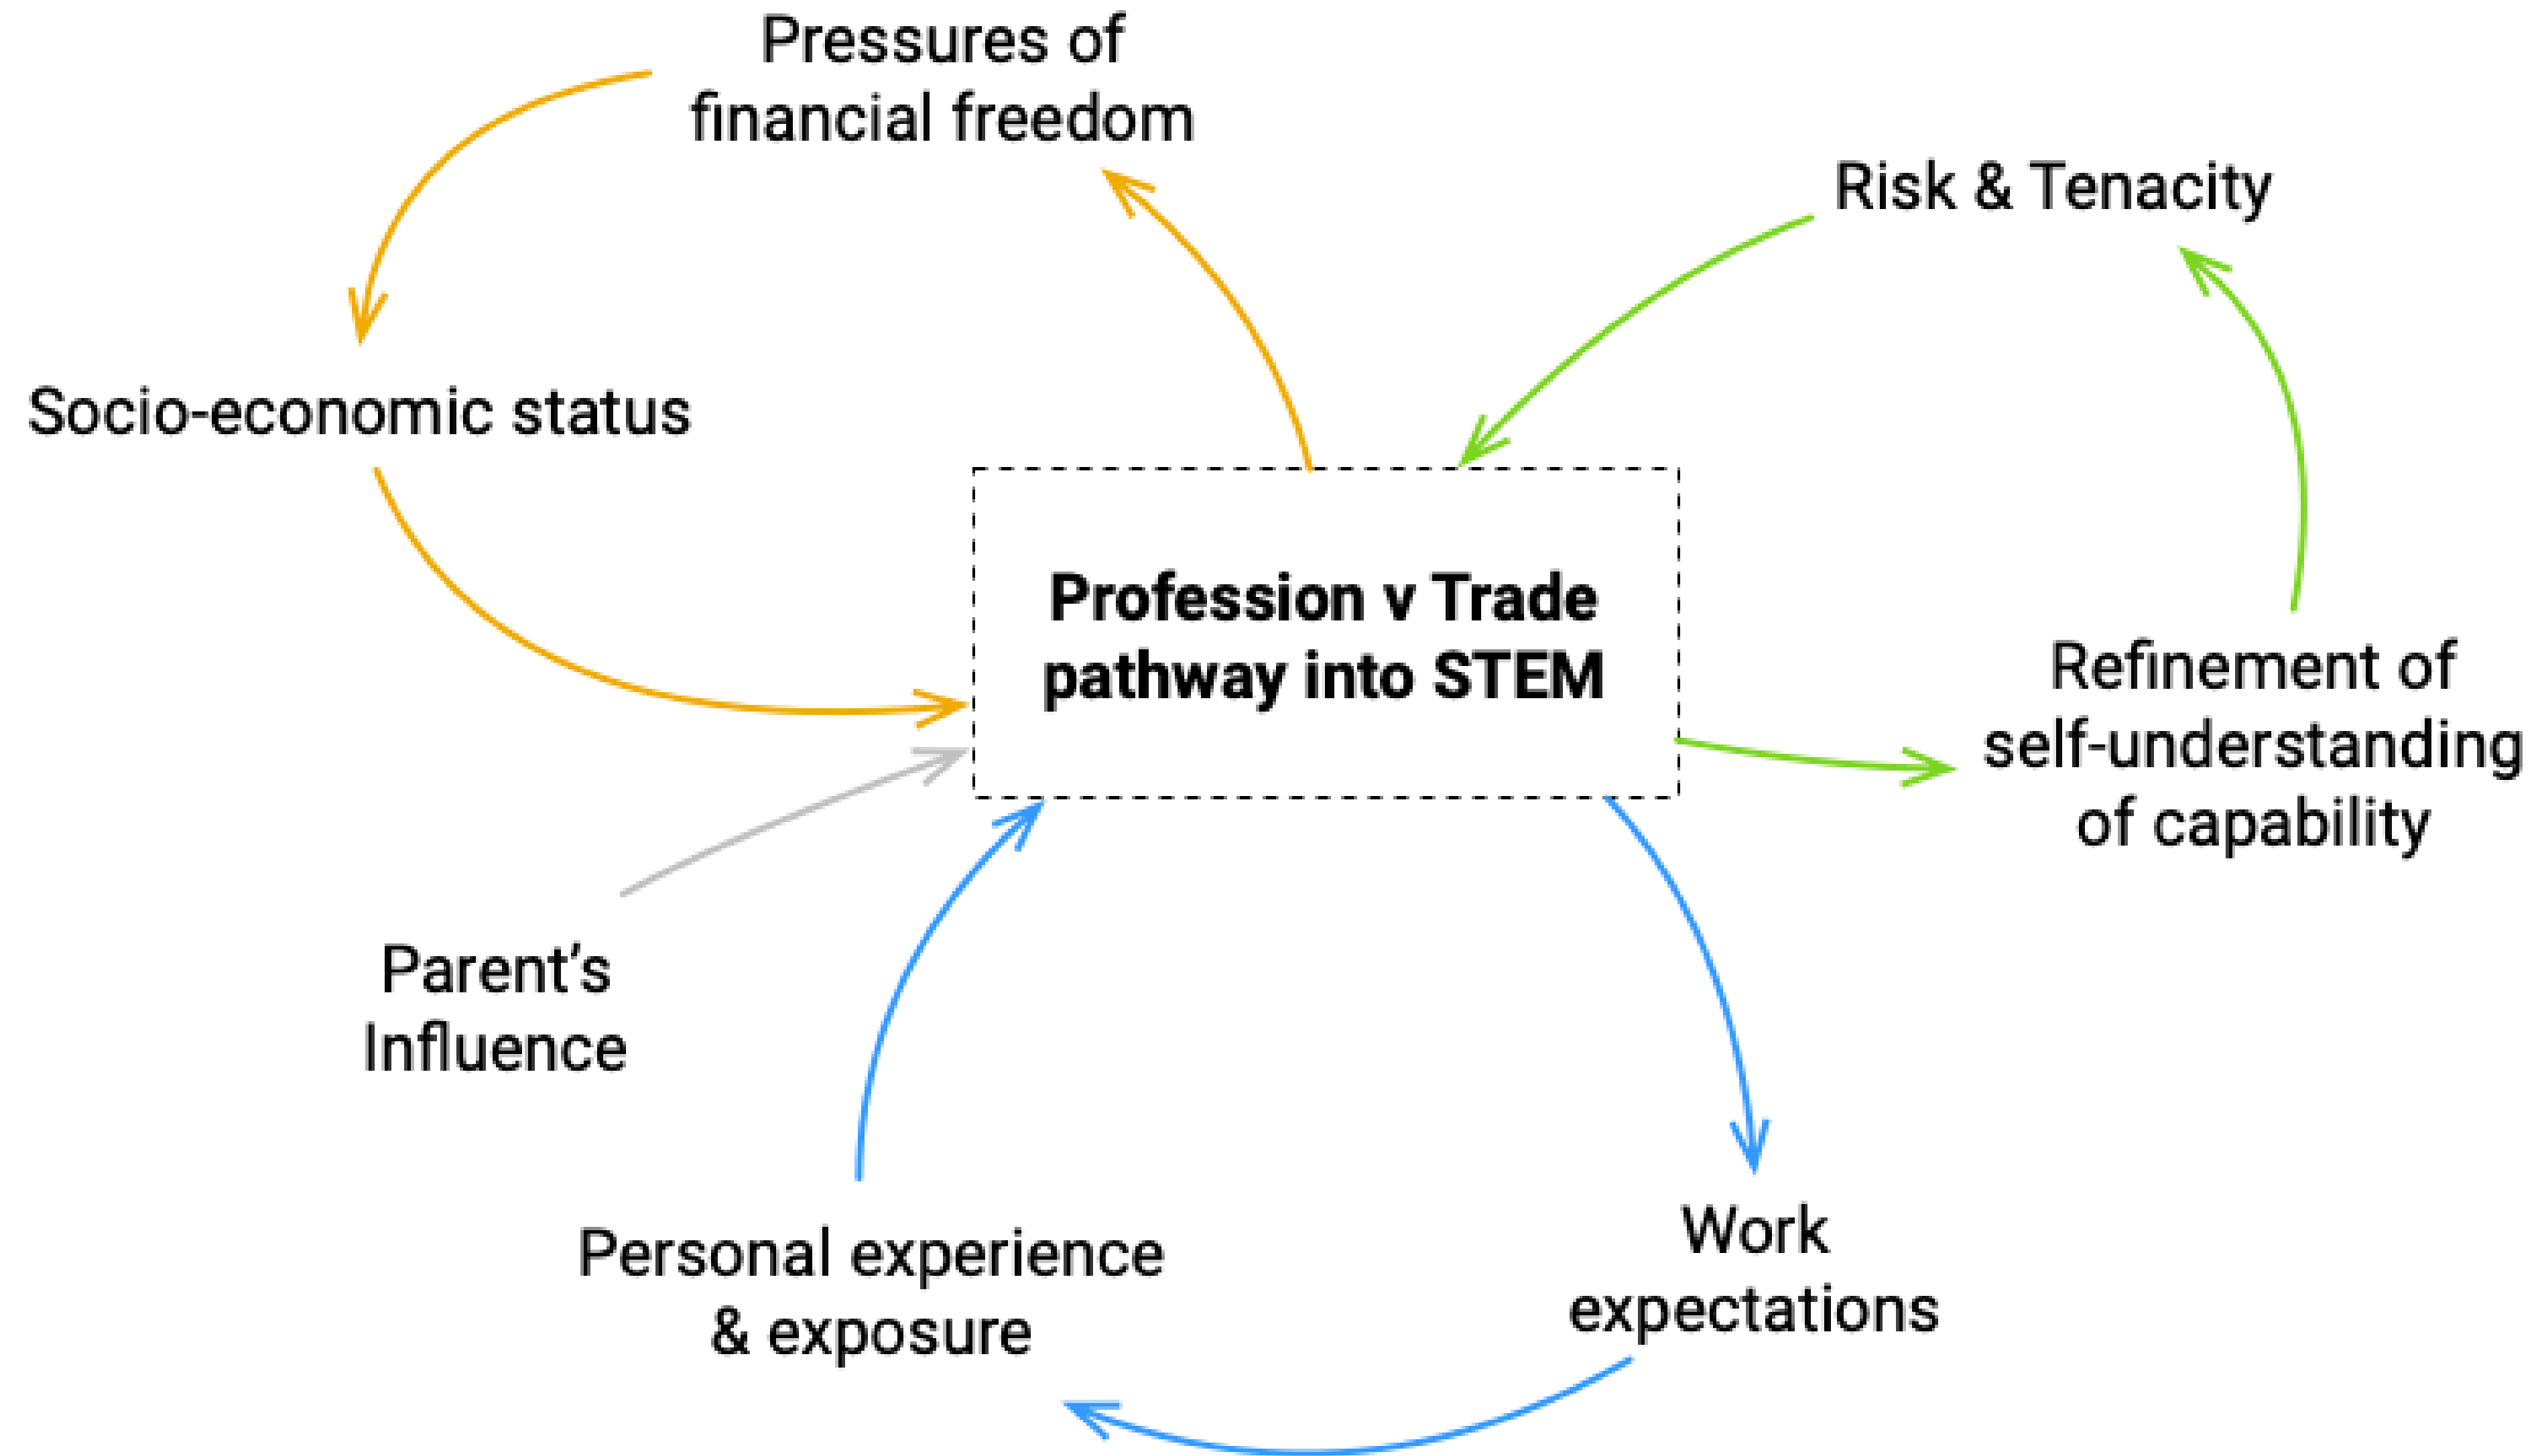 Pressures of
financial freedom
Risk & Tenacity
Socio-economic status
Profession v Trade
pathway into STEM
Refinement of
self-understanding
of capability
Parent’s
Influence
Personal experience
& exposure
Work
expectations